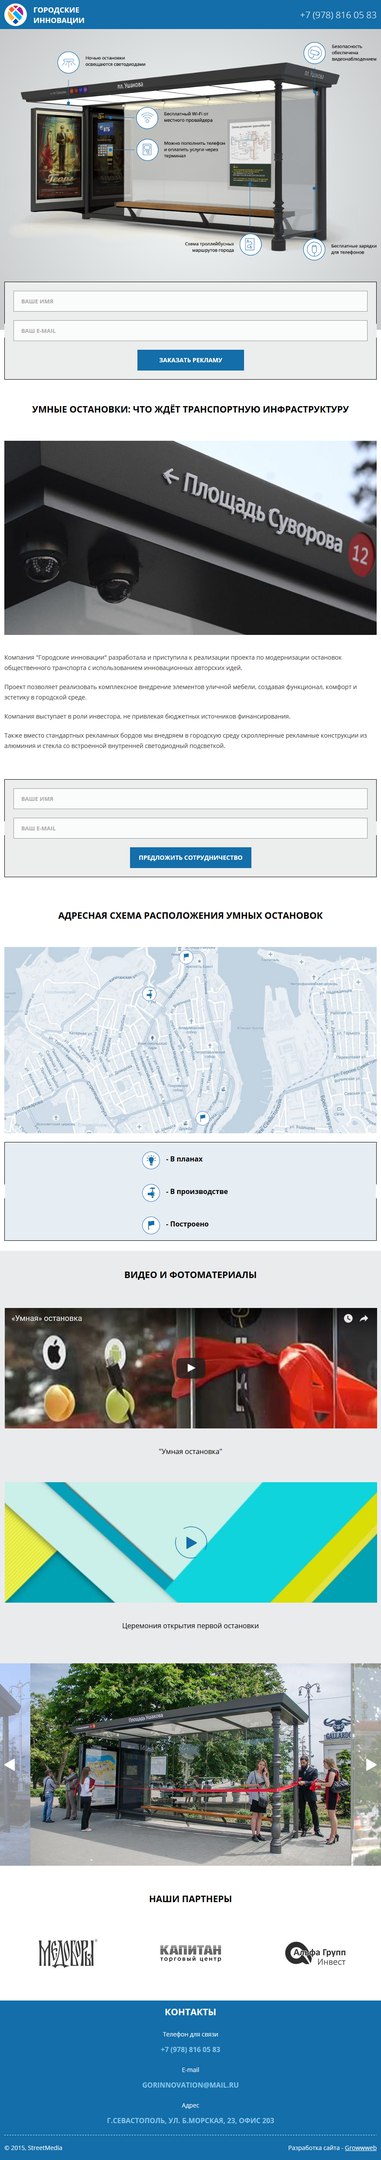 ГОРОДСКИЕ
ИННОВАЦИИ
+7 (978) 816 05 83
Безопасность
обеспечена
видеонаблюдением
Ночью остановки
освещаются светодиодами
пл. Ушакова
пл. Ушакова
Бесплатный Wi-Fi от
местного провайдера
Можно пополнить телефон
и оплатить услуги через
терминал
Схема троллейбусных
маршрутов города
Бесплатные зарядки
для телефонов
ВАШЕ ИМЯ
ВАШ E-MAIL
ЗАКАЗАТЬ РЕКЛАМУ
УМНЫЕ ОСТАНОВКИ: ЧТО ЖДЁТ ТРАНСПОРТНУЮ ИНФРАСТРУКТУРУ
← Площадь Суворова 12
Компания "Городские инновации" разработала и приступила к реализации проекта по модернизации остановок
общественного транспорта с использованием инновационных авторских идей.
Проект позволяет реализовать комплексное внедрение элементов уличной мебели, создавая функционал, комфорт и
эстетику в городской среде.
Компания выступает в роли инвестора, не привлекая бюджетных источников финансирования.
Также вместо стандартных рекламных бордов мы внедряем в городскую среду скроллерные рекламные конструкции из
алюминия и стекла со встроенной внутренней светодиодный подсветкой.
ВАШЕ ИМЯ
ВАШ E-MAIL
ПРЕДЛОЖИТЬ СОТРУДНИЧЕСТВО
АДРЕСНАЯ СХЕМА РАСПОЛОЖЕНИЯ УМНЫХ ОСТАНОВОК
- В планах
- В производстве
- Построено
ВИДЕО И ФОТОМАТЕРИАЛЫ
«Умная» остановка
"Умная остановка"
Церемония открытия первой остановки
Площадь Ушакова
GALLARDO
НАШИ ПАРТНЕРЫ
МЕДОБОРЫ
КАПИТАН
ТОРГОВЫЙ ЦЕНТР
Альфа Групп
Инвест
КОНТАКТЫ
Телефон для связи
+7 (978) 816 05 83
E-mail
GORINNOVATION@MAIL.RU
Адрес
Г.СЕВАСТОПОЛЬ, УЛ. Б.МОРСКАЯ, 23, ОФИС 203
© 2015, StreetMedia
Разработка сайта - Growwweb